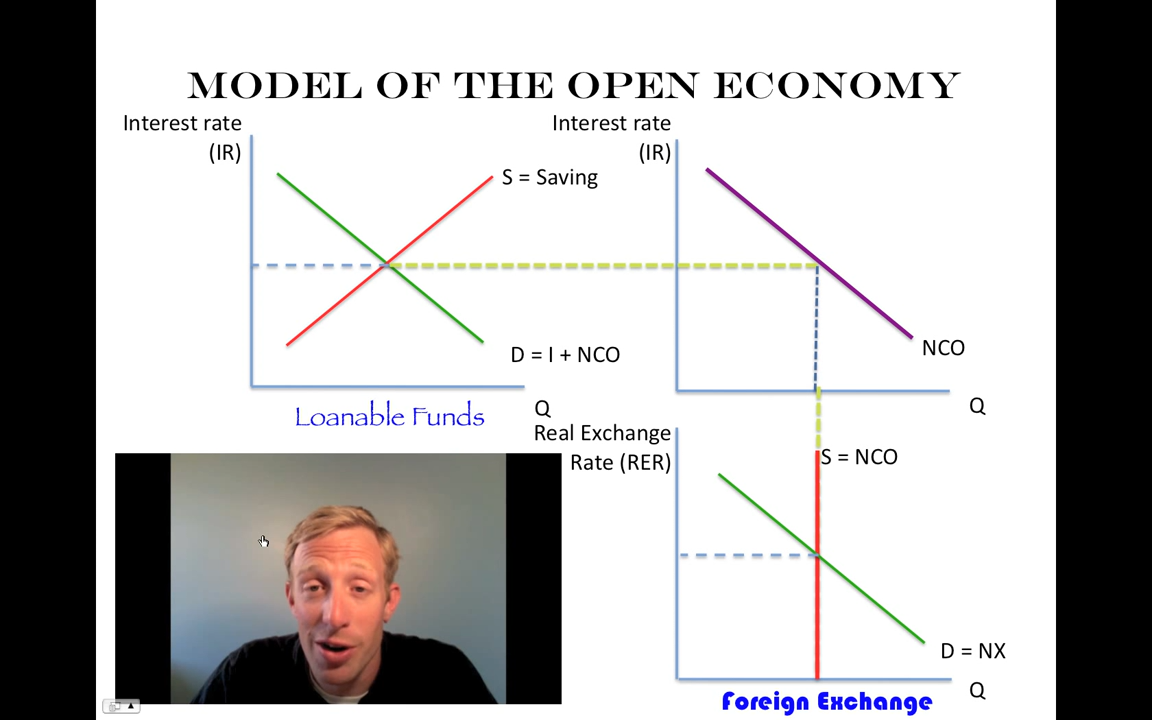 MODEL OF THE OPEN ECONOMY
Interest rate
(IR)
S = Saving
D = I + NCO
Q
Loanable Funds
Interest rate
(IR)
NCO
Q
Real Exchange
Rate (RER)
S = NCO
D = NX
Q
Foreign Exchange